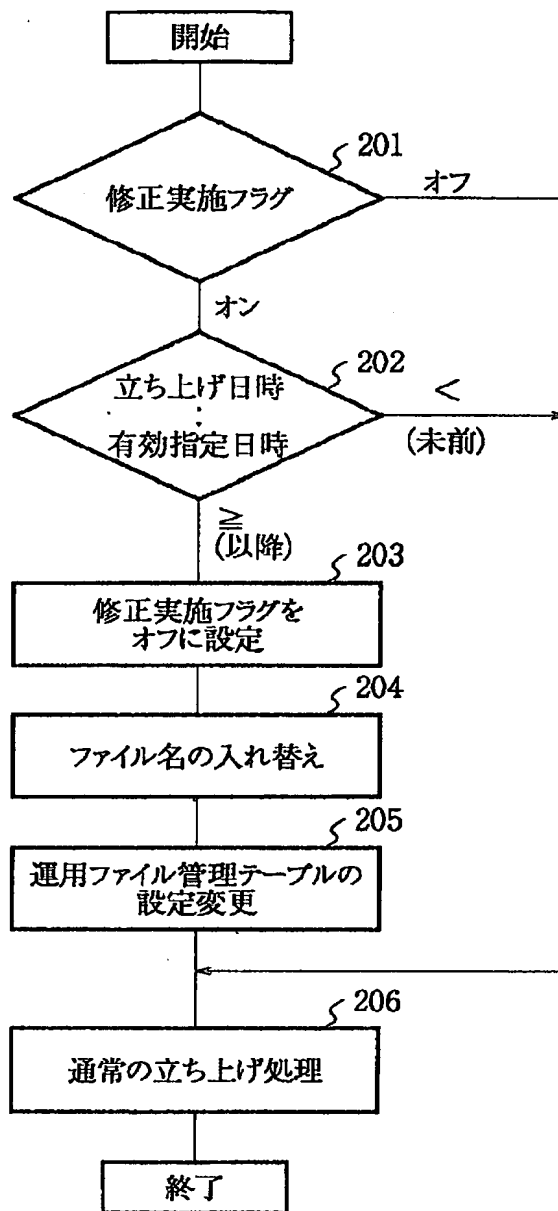 開始
201
修正実施フラグ
オフ
オン
202
立ち上げ日時
:
有効指定日時
<
(未前)
≧
(以降)
203
修正実施フラグを
オフに設定
204
ファイル名の入れ替え
205
運用ファイル管理テーブルの
設定変更
206
通常の立ち上げ処理
終了